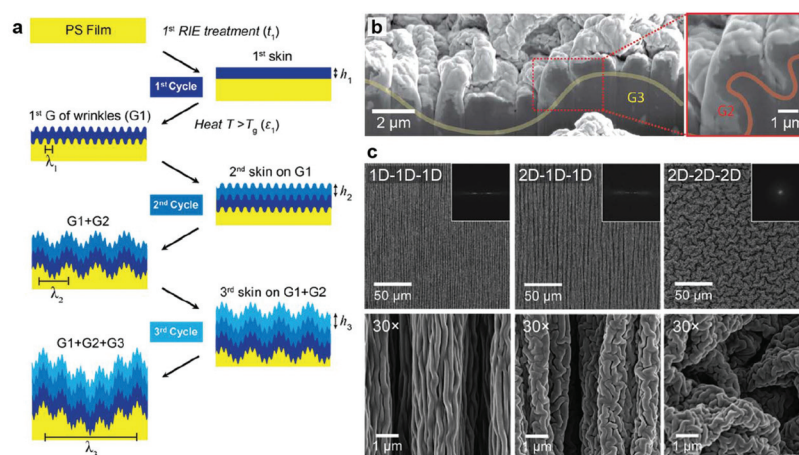 a
PS Film
1st RIE treatment (t1)
1st skin
h1
1st Cycle
1st G of wrinkles (G1)
Heat T > Tg (ε1)
λ1
2nd skin on G1
h2
2nd Cycle
G1+G2
λ2
3rd skin on G1+G2
h3
3rd Cycle
G1+G2+G3
λ3
b
G3
2 μm
G2
1 μm
c
1D-1D-1D
2D-1D-1D
2D-2D-2D
50 μm
50 μm
50 μm
30×
30×
30×
1 μm
1 μm
1 μm